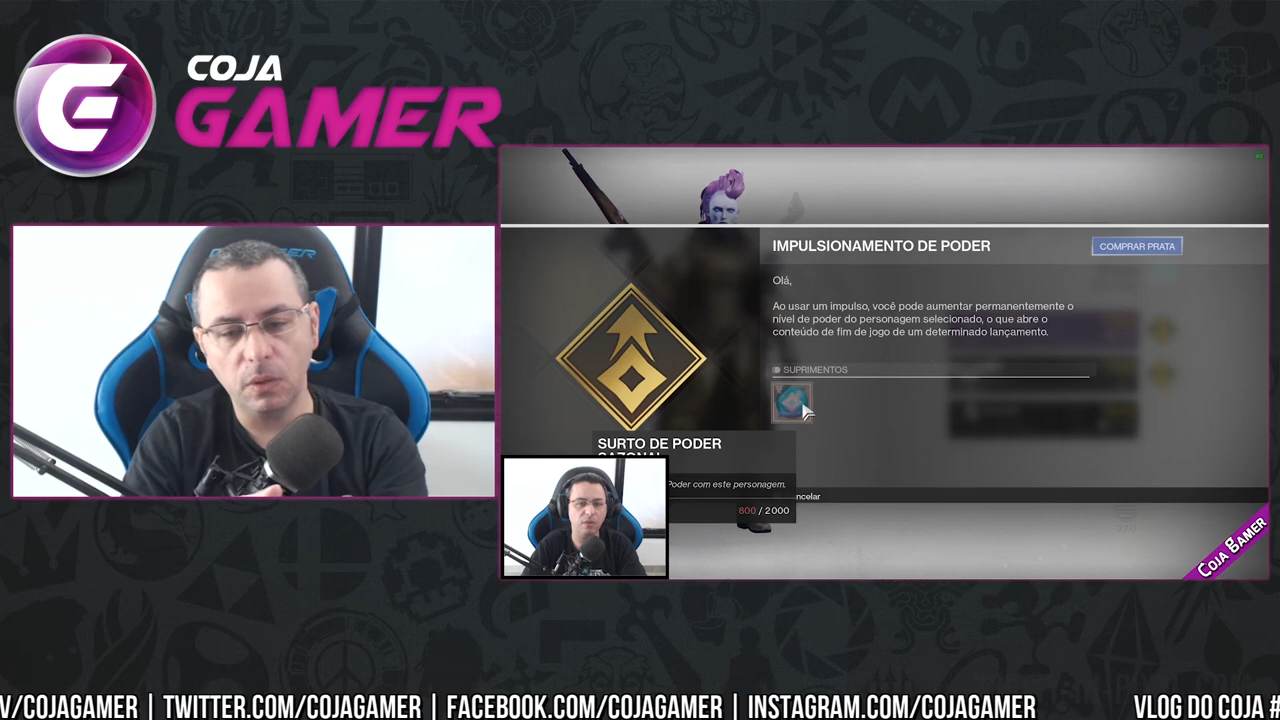 COJA
GAMER
IMPULSIONAMENTO DE PODER
COMPRAR PRATA
Olá,
Ao usar um impulso, você pode aumentar permanentemente o
nível de poder do personagem selecionado, o que abre o
conteúdo de fim de jogo de um determinado lançamento.
SUPRIMENTOS
SURTO DE PODER
SAZONAL
Poder com este personagem.
ncelar
800 / 2000
COJA GAMER
V/COJAGAMER | TWITTER.COM/COJAGAMER | FACEBOOK.COM/COJAGAMER | INSTAGRAM.COM/COJAGAMER VLOG DO COJA #